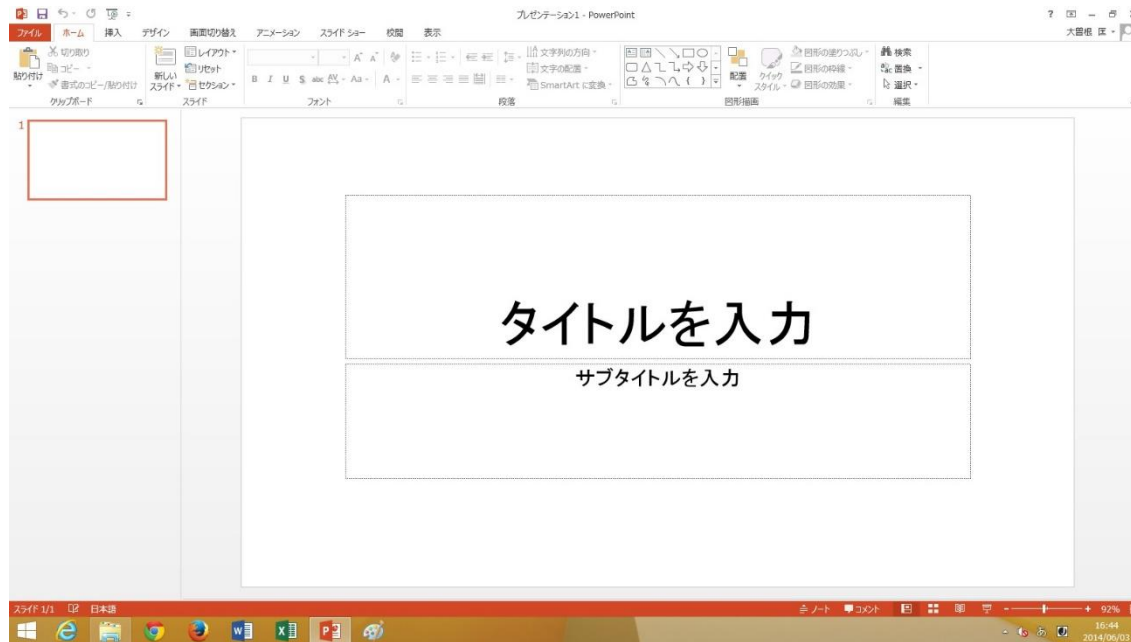 プレゼンテーション1 - PowerPoint
ファイル ホーム 挿入 デザイン 画面切り替え アニメーション スライド ショー 校閲 表示 大曽根 匡
貼り付け
切り取り
コピー
書式のコピー/貼り付け
クリップボード
新しい
スライド
レイアウト
リセット
セクション
スライド
B I U S abc AV Aa A
フォント
文字列の方向
文字の配置
SmartArt に変換
段落
配置
クイック
スタイル
図形の塗りつぶし
図形の枠線
図形の効果
図形描画
検索
置換
選択
編集
1
タイトルを入力
サブタイトルを入力
スライド 1/1 日本語 ノート コメント 92%
あ 16:44
2014/06/03